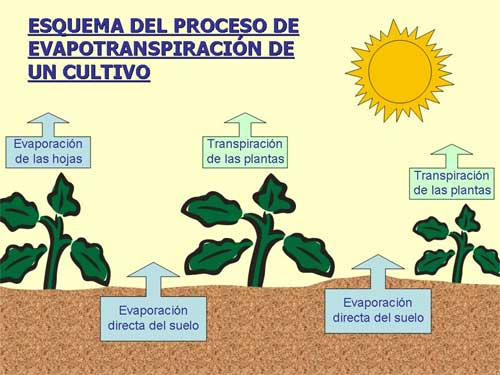 ESQUEMA DEL PROCESO DE
EVAPOTRANSPIRACIÓN DE
UN CULTIVO
Evaporación
de las hojas
Transpiración
de las plantas
Transpiración
de las plantas
Evaporación
directa del suelo
Evaporación
directa del suelo